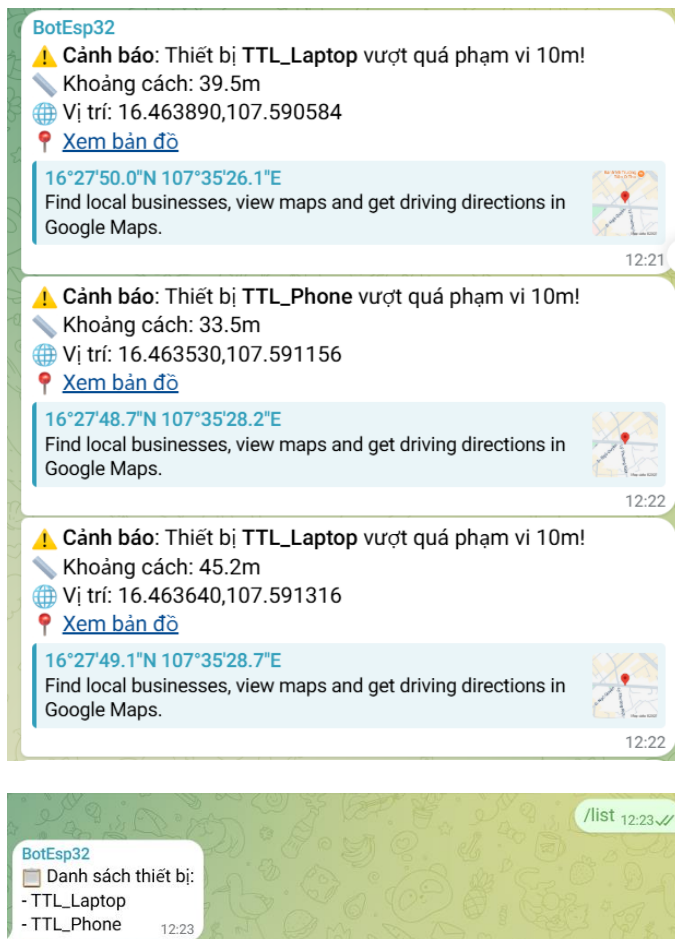 BotEsp32
⚠️ Cảnh báo: Thiết bị TTL_Laptop vượt quá phạm vi 10m!
📏 Khoảng cách: 39.5m
🌐 Vị trí: 16.463890,107.590584
📍 Xem bản đồ
16°27'50.0"N 107°35'26.1"E
Find local businesses, view maps and get driving directions in
Google Maps.
12:21
⚠️ Cảnh báo: Thiết bị TTL_Phone vượt quá phạm vi 10m!
📏 Khoảng cách: 33.5m
🌐 Vị trí: 16.463530,107.591156
📍 Xem bản đồ
16°27'48.7"N 107°35'28.2"E
Find local businesses, view maps and get driving directions in
Google Maps.
12:22
⚠️ Cảnh báo: Thiết bị TTL_Laptop vượt quá phạm vi 10m!
📏 Khoảng cách: 45.2m
🌐 Vị trí: 16.463640,107.591316
📍 Xem bản đồ
16°27'49.1"N 107°35'28.7"E
Find local businesses, view maps and get driving directions in
Google Maps.
12:22
/list 12:23
BotEsp32
📋 Danh sách thiết bị:
- TTL_Laptop
- TTL_Phone 12:23